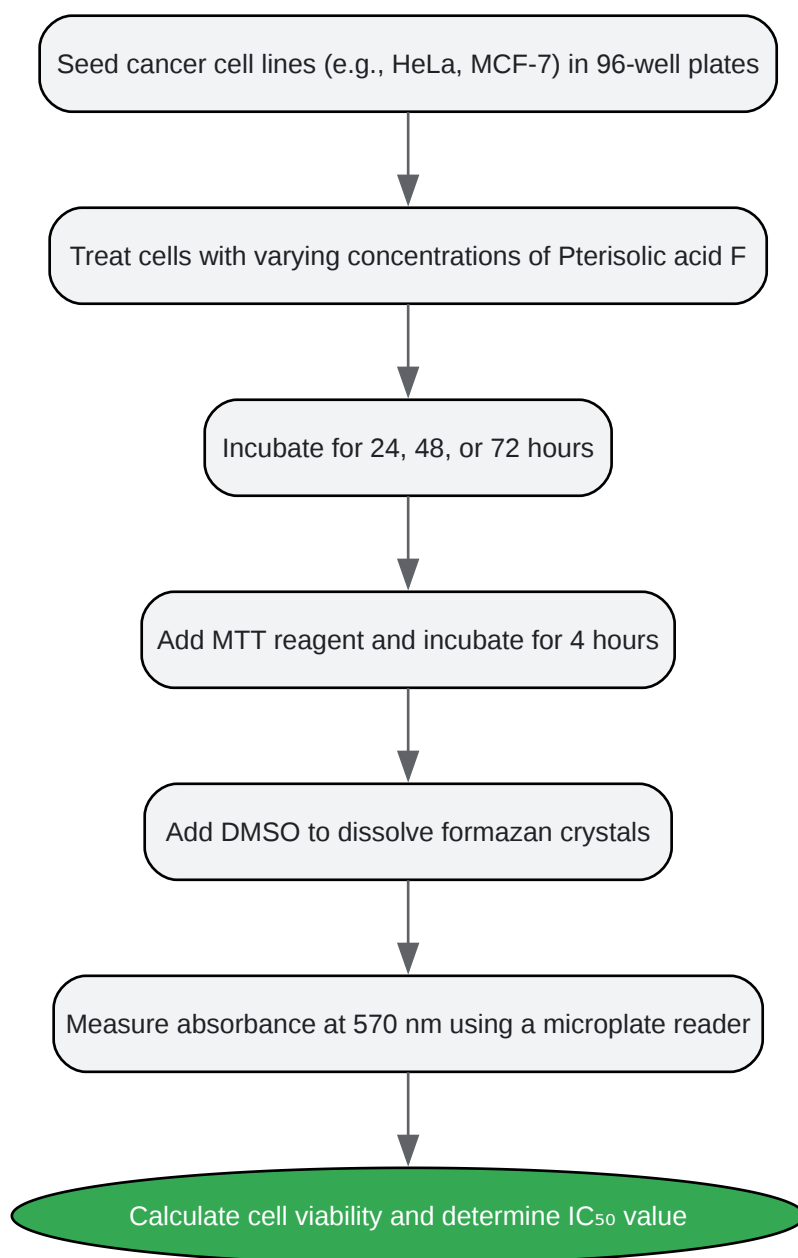 Seed cancer cell lines (e.g., HeLa, MCF-7) in 96-well plates
Treat cells with varying concentrations of Pterisolic acid F
Incubate for 24, 48, or 72 hours
Add MTT reagent and incubate for 4 hours
Add DMSO to dissolve formazan crystals
Measure absorbance at 570 nm using a microplate reader
Calculate cell viability and determine IC₅₀ value